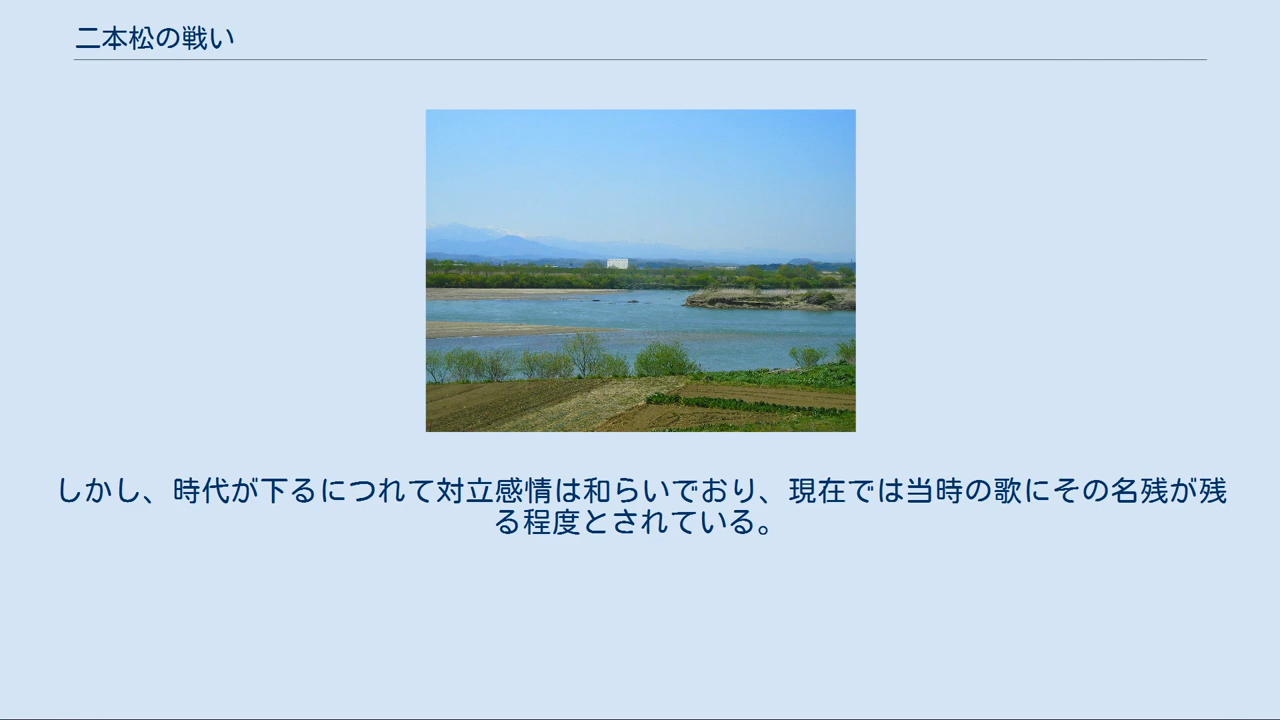 二本松の戦い
しかし、時代が下るにつれて対立感情は和らいでおり、現在では当時の歌にその名残が残
る程度とされている。